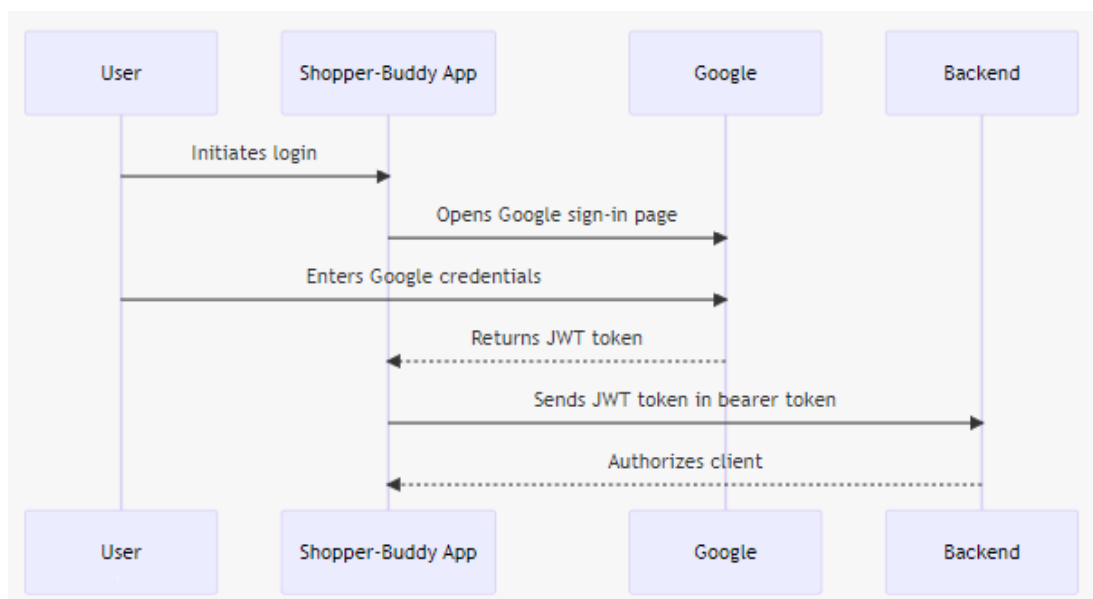 User
Shopper-Buddy App
Google
Backend
Initiates login
Opens Google sign-in page
Enters Google credentials
Returns JWT token
Sends JWT token in bearer token
Authorizes client
User
Shopper-Buddy App
Google
Backend